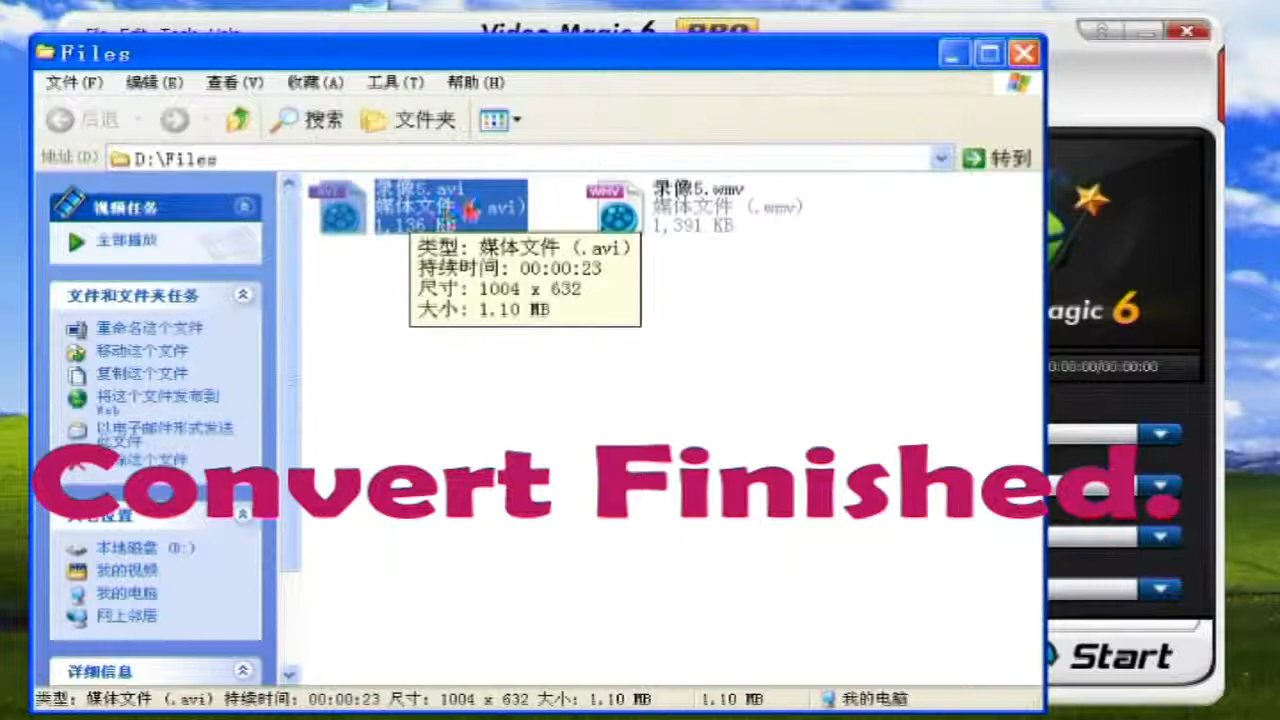 Video Magic 6 PRO
Files
文件(F) 编辑(E) 查看(V) 收藏(A) 工具(T) 帮助(H)
后退 搜索 文件夹
地址(D) D:\Files 转到
视频任务
全部播放
文件和文件夹任务
重命名这个文件
移动这个文件
复制这个文件
将这个文件发布到
Web
以电子邮件形式发送
此文件
录像5.avi
媒体文件 (.avi)
1,136 KB
录像5.wmv
媒体文件 (.wmv)
1,391 KB
类型: 媒体文件 (.avi)
持续时间: 00:00:23
尺寸: 1004 x 632
大小: 1.10 MB
agic 6
0:00:00/00:00:00
Convert Finished.
本地磁盘 (D:)
我的视频
我的电脑
网上邻居
详细信息
Start
类型: 媒体文件 (.avi) 持续时间: 00:00:23 尺寸: 1004 x 632 大小: 1.10 MB 1.10 MB 我的电脑